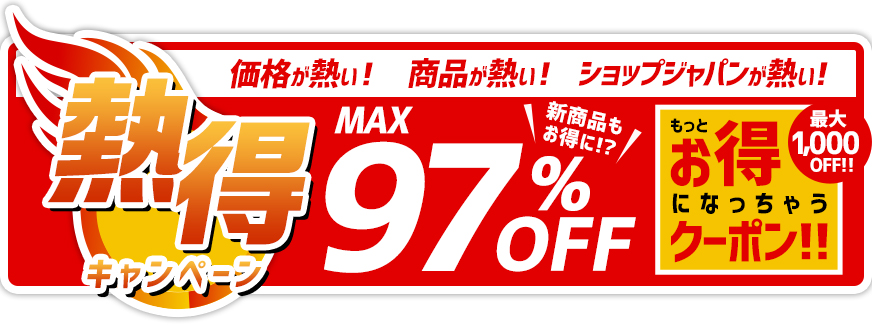 熱得
キャンペーン
価格が熱い! 商品が熱い! ショップジャパンが熱い!
MAX
97%OFF
新商品も
お得に!?
もっと
お得
になっちゃう
クーポン!!
最大
1,000
OFF!!